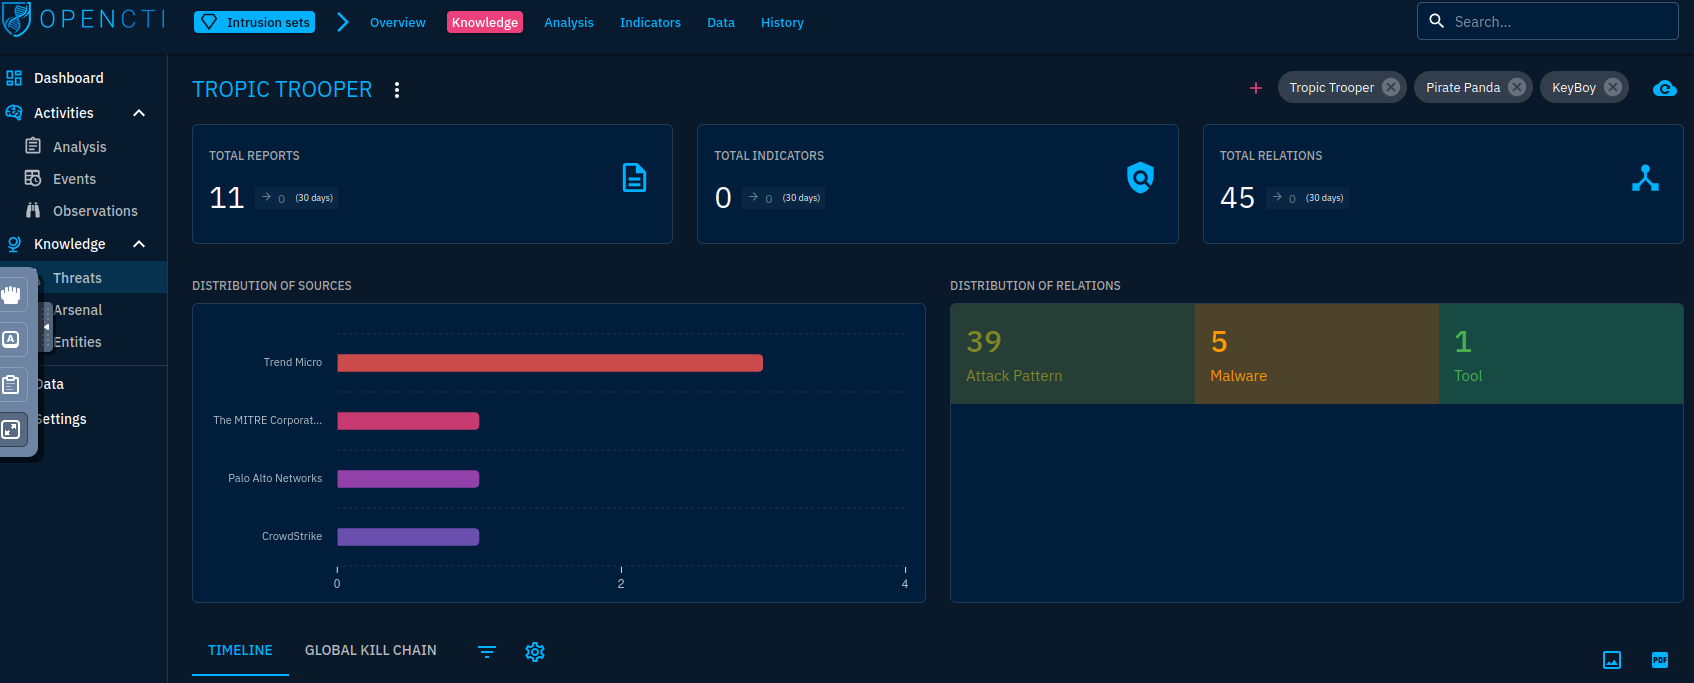 OPENCTI
Intrusion sets
Overview
Knowledge
Analysis
Indicators
Data
History
Search...
Dashboard
Activities
Analysis
Events
Observations
Knowledge
Threats
Arsenal
Entities
Data
Settings
TROPIC TROOPER
Tropic Trooper
Pirate Panda
KeyBoy
TOTAL REPORTS
11 0 (30 days)
TOTAL INDICATORS
0 0 (30 days)
TOTAL RELATIONS
45 0 (30 days)
DISTRIBUTION OF SOURCES
Trend Micro
The MITRE Corporat...
Palo Alto Networks
CrowdStrike
0 2 4
DISTRIBUTION OF RELATIONS
39
Attack Pattern
5
Malware
1
Tool
TIMELINE
GLOBAL KILL CHAIN
PDF
A